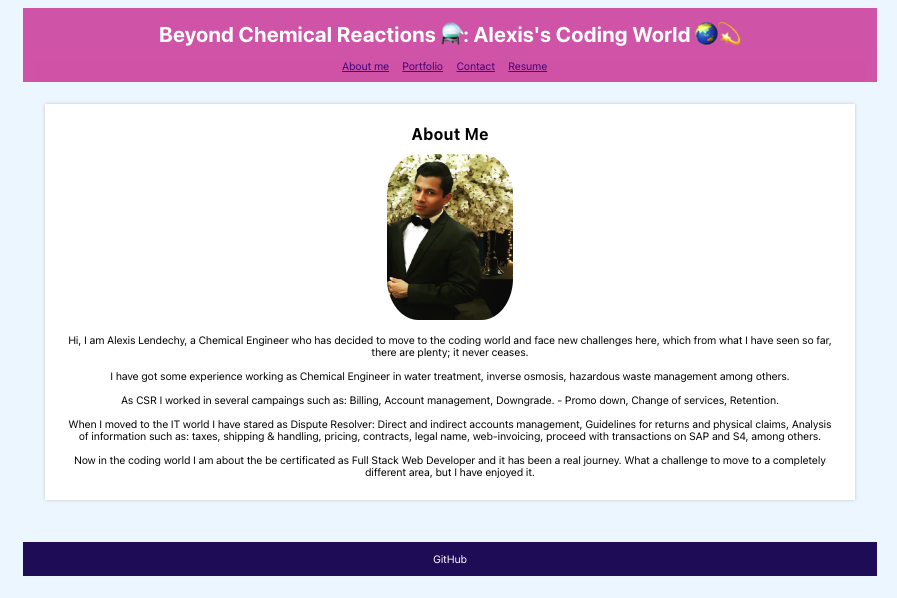 Beyond Chemical Reactions ⚗️: Alexis's Coding World 🌏💫
About me Portfolio Contact Resume
About Me
Hi, I am Alexis Lendechy, a Chemical Engineer who has decided to move to the coding world and face new challenges here, which from what I have seen so far,
there are plenty; it never ceases.
I have got some experience working as Chemical Engineer in water treatment, inverse osmosis, hazardous waste management among others.
As CSR I worked in several campaings such as: Billing, Account management, Downgrade. - Promo down, Change of services, Retention.
When I moved to the IT world I have stared as Dispute Resolver: Direct and indirect accounts management, Guidelines for returns and physical claims, Analysis
of information such as: taxes, shipping & handling, pricing, contracts, legal name, web-invoicing, proceed with transactions on SAP and S4, among others.
Now in the coding world I am about the be certificated as Full Stack Web Developer and it has been a real journey. What a challenge to move to a completely
different area, but I have enjoyed it.
GitHub